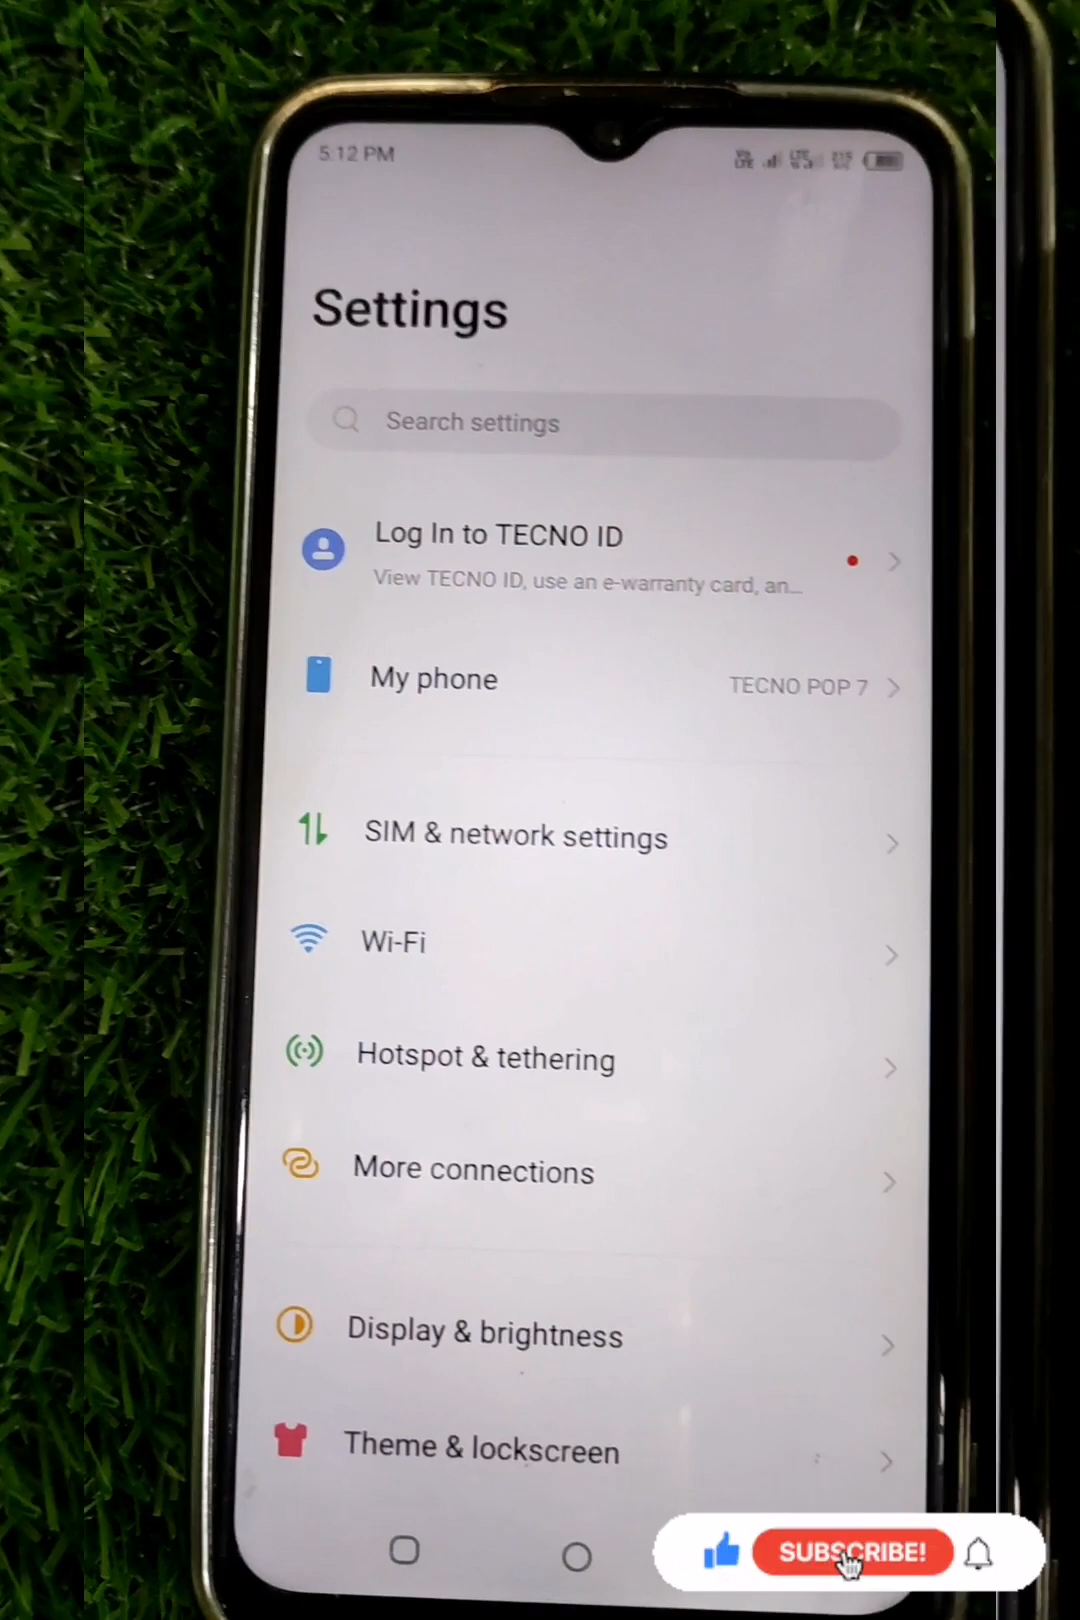 5:12 PM
Settings
Search settings
Log In to TECNO ID
View TECNO ID, use an e-warranty card, an...
My phone
TECNO POP 7
SIM & network settings
Wi-Fi
Hotspot & tethering
More connections
Display & brightness
Theme & lockscreen
SUBSCRIBE!